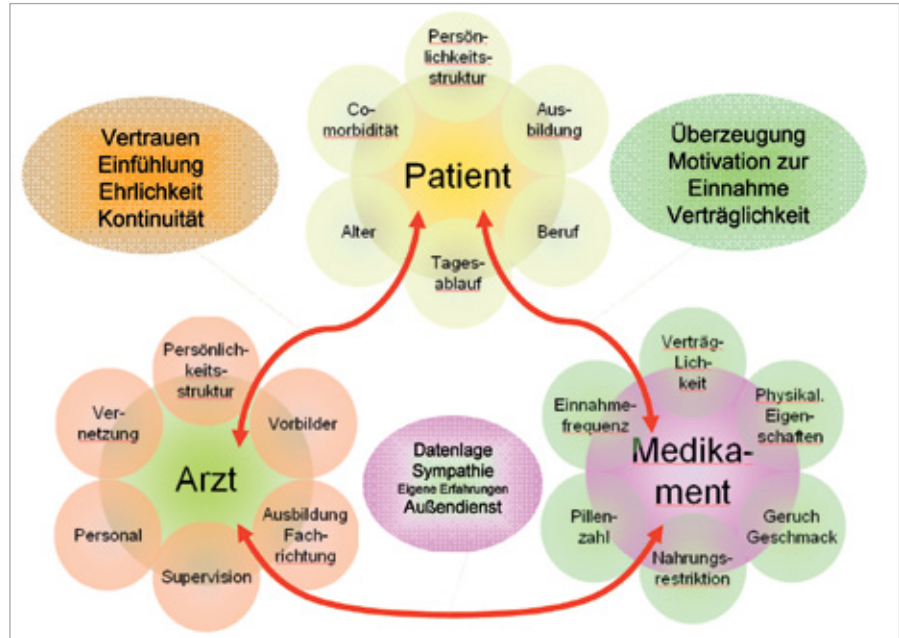 Persön-
lichkeits-
struktur
Co-
morbidität
Aus-
bildung
Patient
Alter
Beruf
Tages-
ablauf
Vertrauen
Einfühlung
Ehrlichkeit
Kontinuität
Überzeugung
Motivation zur
Einnahme
Verträglichkeit
Persönlich-
keits-
struktur
Ver-
netzung
Vorbilder
Arzt
Personal
Ausbildung
Fach-
richtung
Supervision
Datenlage
Sympathie
Eigene Erfahrungen
Außendienst
Verträg-
Lich-
keit
Einnahme-
frequenz
Physikal.
Eigen-
schaften
Medika-
ment
Pillen-
zahl
Geruch
Geschmack
Nahrungs-
restriktion